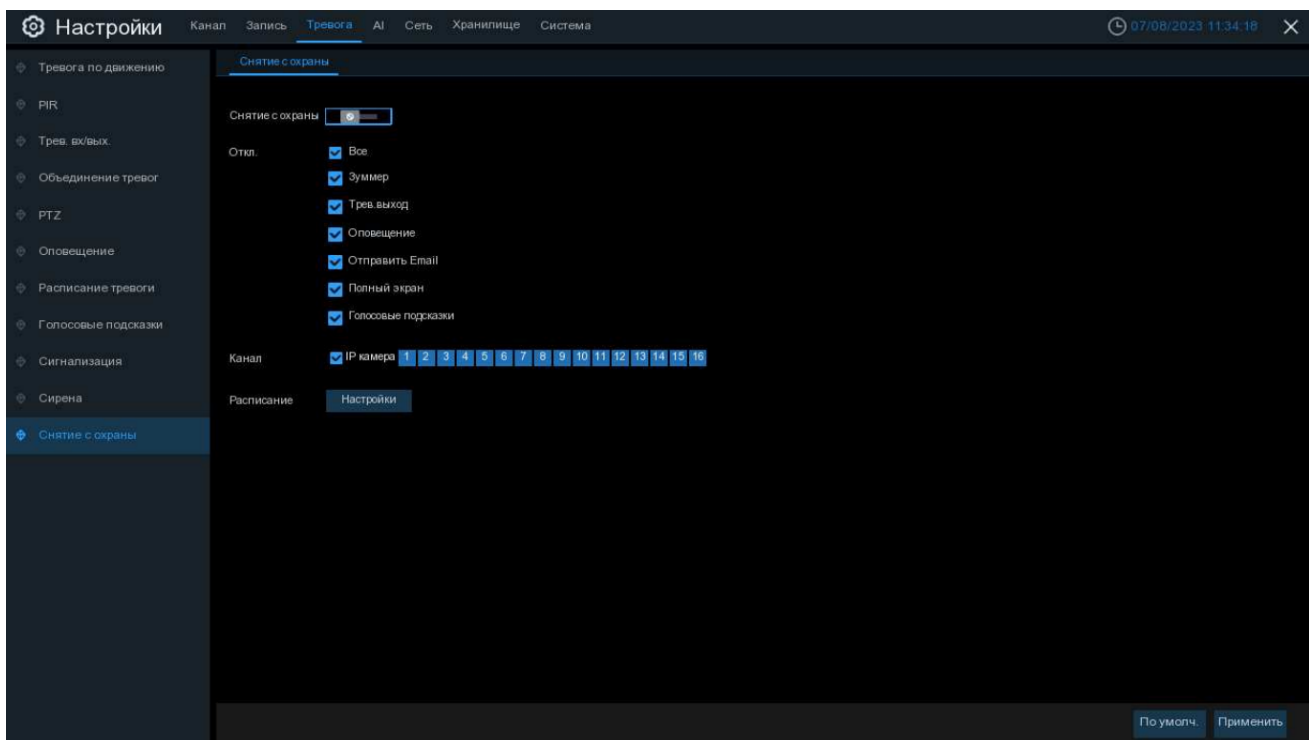 Настройки Канал Запись Тревога AI Сеть Хранилище Система 07/08/2023 11:34:18
Тревога по движению
PIR
Трев. вх/вых.
Объединение тревог
PTZ
Оповещение
Расписание тревоги
Голосовые подсказки
Сигнализация
Сирена
Снятие с охраны
Снятие с охраны
Снятие с охраны
Откл. Все
Зуммер
Трев.выход
Оповещение
Отправить Email
Полный экран
Голосовые подсказки
Канал IP камера 1 2 3 4 5 6 7 8 9 10 11 12 13 14 15 16
Расписание Настройки
По умолч. Применить